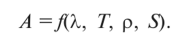 A = f(λ, T, ρ, S).